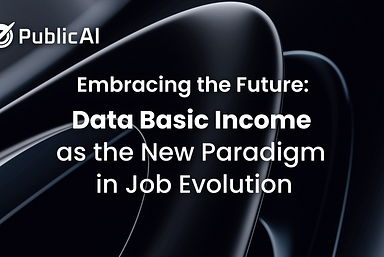 PublicAI
Embracing the Future:
Data Basic Income
as the New Paradigm
in Job Evolution